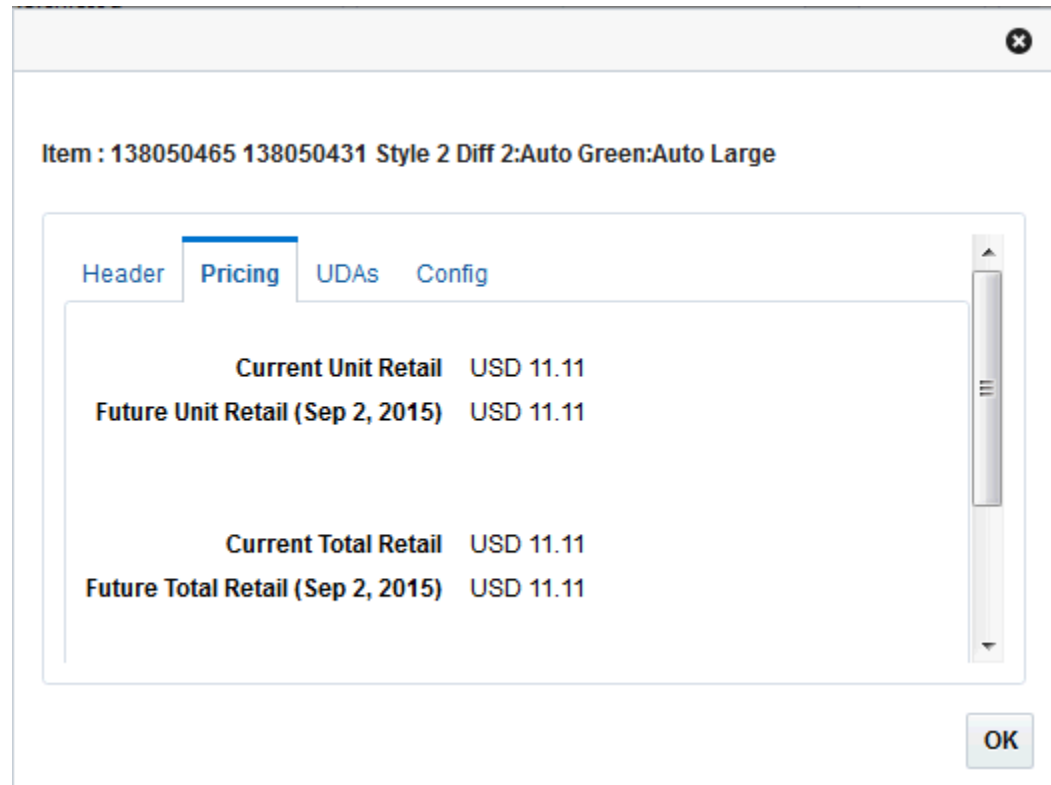 Item : 138050465 138050431 Style 2 Diff 2:Auto Green:Auto Large
Header Pricing UDAs Config
Current Unit Retail USD 11.11
Future Unit Retail (Sep 2, 2015) USD 11.11
Current Total Retail USD 11.11
Future Total Retail (Sep 2, 2015) USD 11.11
OK